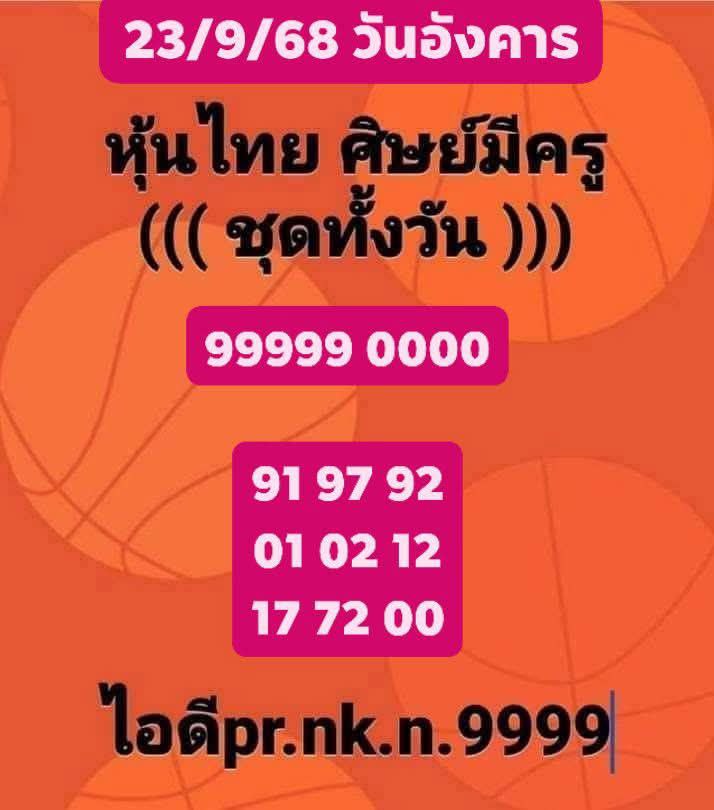 23/9/68 วันอังคาร
หุ้นไทย ศิษย์มีครู
((( ชุดทั้งวัน )))
99999 0000
91 97 92
01 02 12
17 72 00
ไอดีpr.nk.n.9999